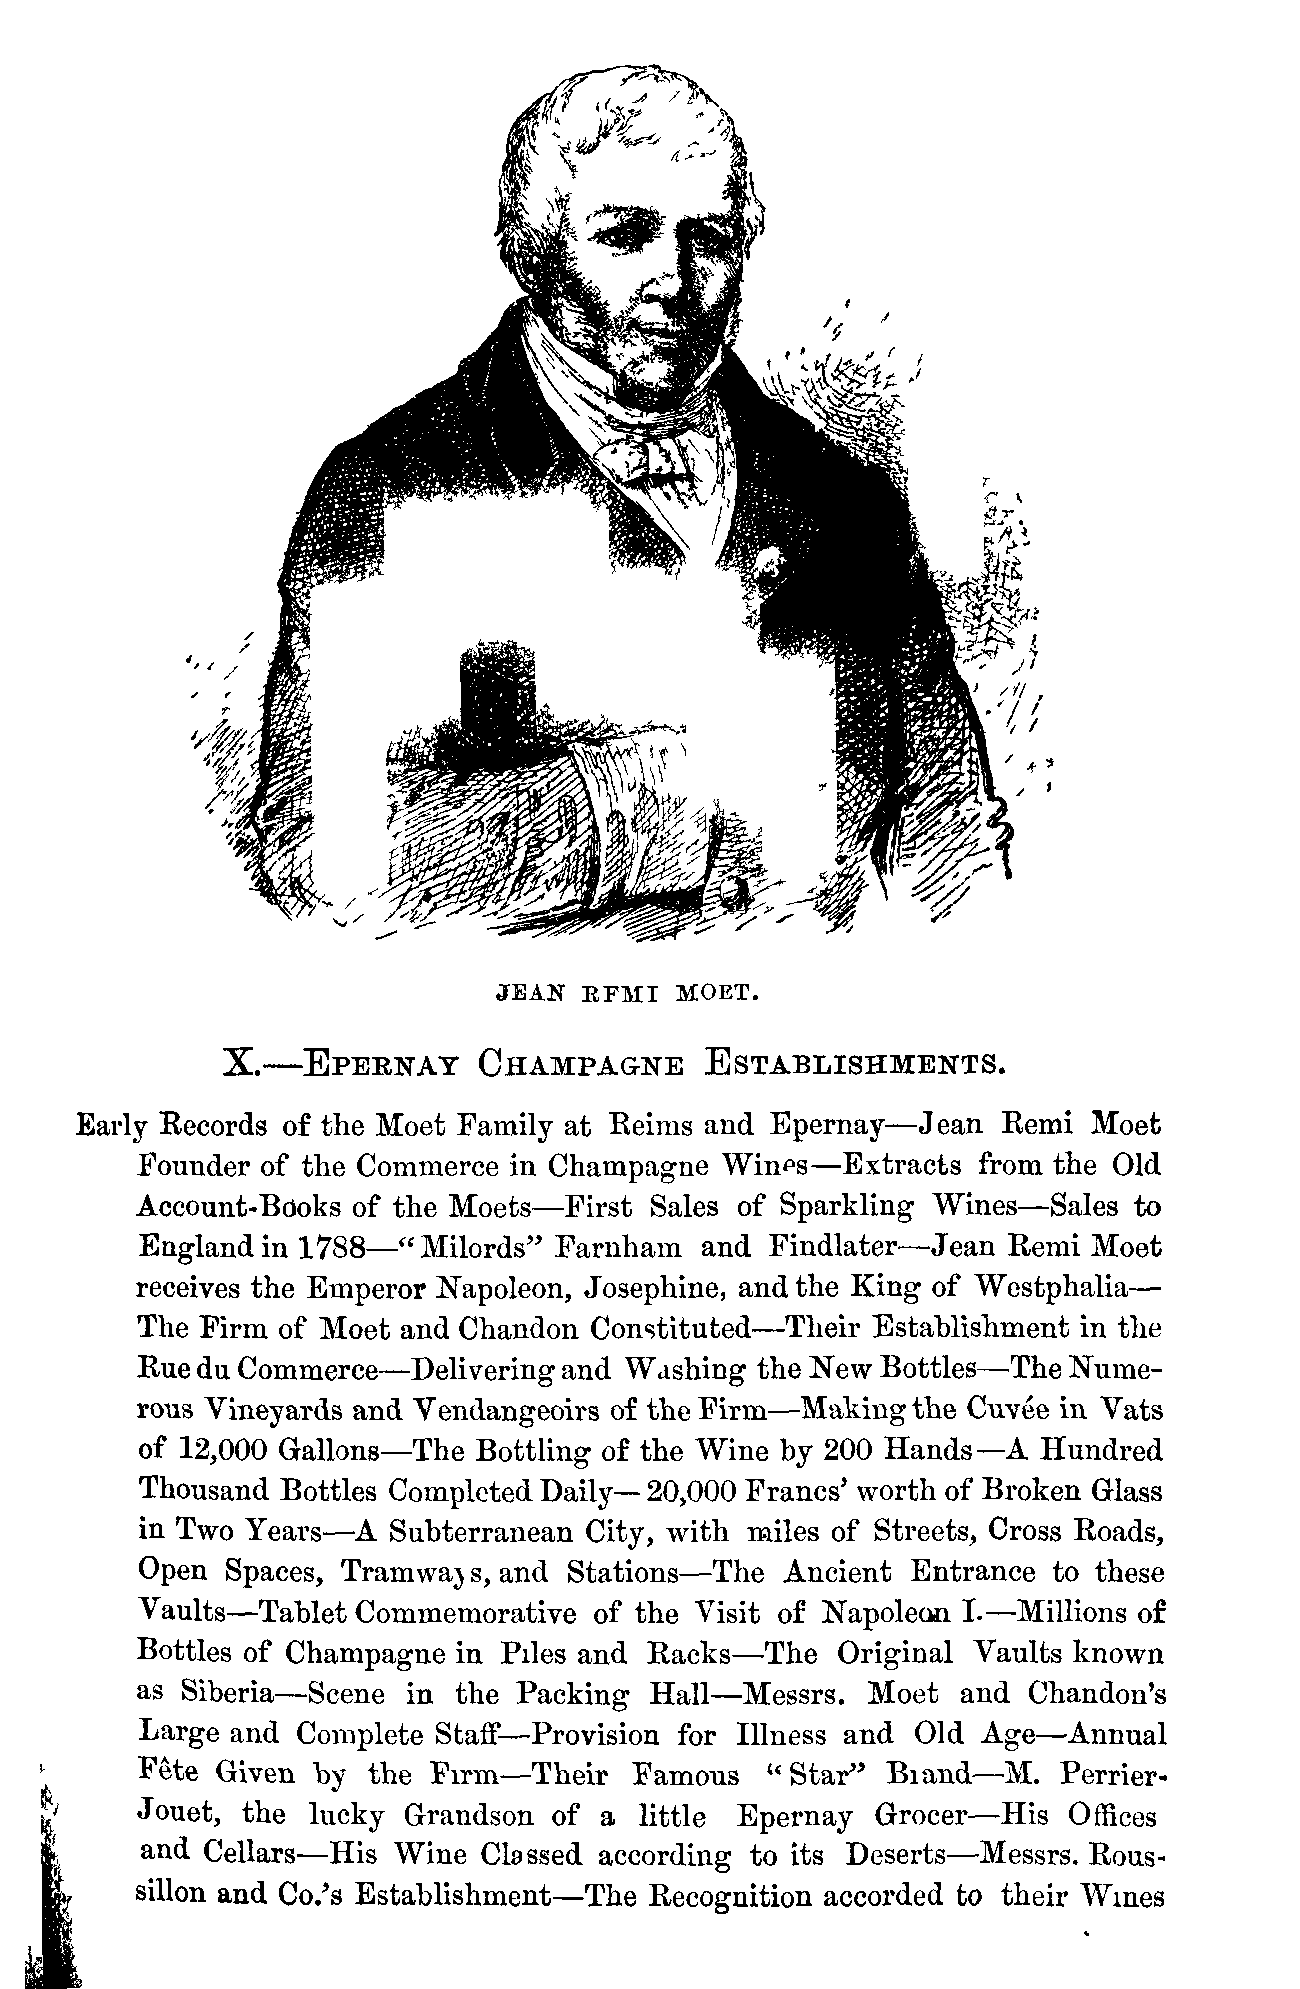 JEAN REMI MOET.
X.—EPERNAY CHAMPAGNE ESTABLISHMENTS.
Early Records of the Moet Family at Reims and Epernay—Jean Remi Moet
Founder of the Commerce in Champagne Wines—Extracts from the Old
Account-Books of the Moets—First Sales of Sparkling Wines—Sales to
England in 1788—“Milords” Farnham and Findlater—Jean Remi Moet
receives the Emperor Napoleon, Josephine, and the King of Westphalia—
The Firm of Moet and Chandon Constituted—Their Establishment in the
Rue du Commerce—Delivering and Washing the New Bottles—The Nume-
rous Vineyards and Vendangeoirs of the Firm—Making the Cuvée in Vats
of 12,000 Gallons—The Bottling of the Wine by 200 Hands—A Hundred
Thousand Bottles Completed Daily—20,000 Francs’ worth of Broken Glass
in Two Years—A Subterranean City, with miles of Streets, Cross Roads,
Open Spaces, Tramways, and Stations—The Ancient Entrance to these
Vaults—Tablet Commemorative of the Visit of Napoleon I.—Millions of
Bottles of Champagne in Piles and Racks—The Original Vaults known
as Siberia—Scene in the Packing Hall—Messrs. Moet and Chandon’s
Large and Complete Staff—Provision for Illness and Old Age—Annual
Fête Given by the Firm—Their Famous “Star” Brand—M. Perrier-
Jouet, the lucky Grandson of a little Epernay Grocer—His Offices
and Cellars—His Wine Classed according to its Deserts—Messrs. Rous-
sillon and Co.’s Establishment—The Recognition accorded to their Wines